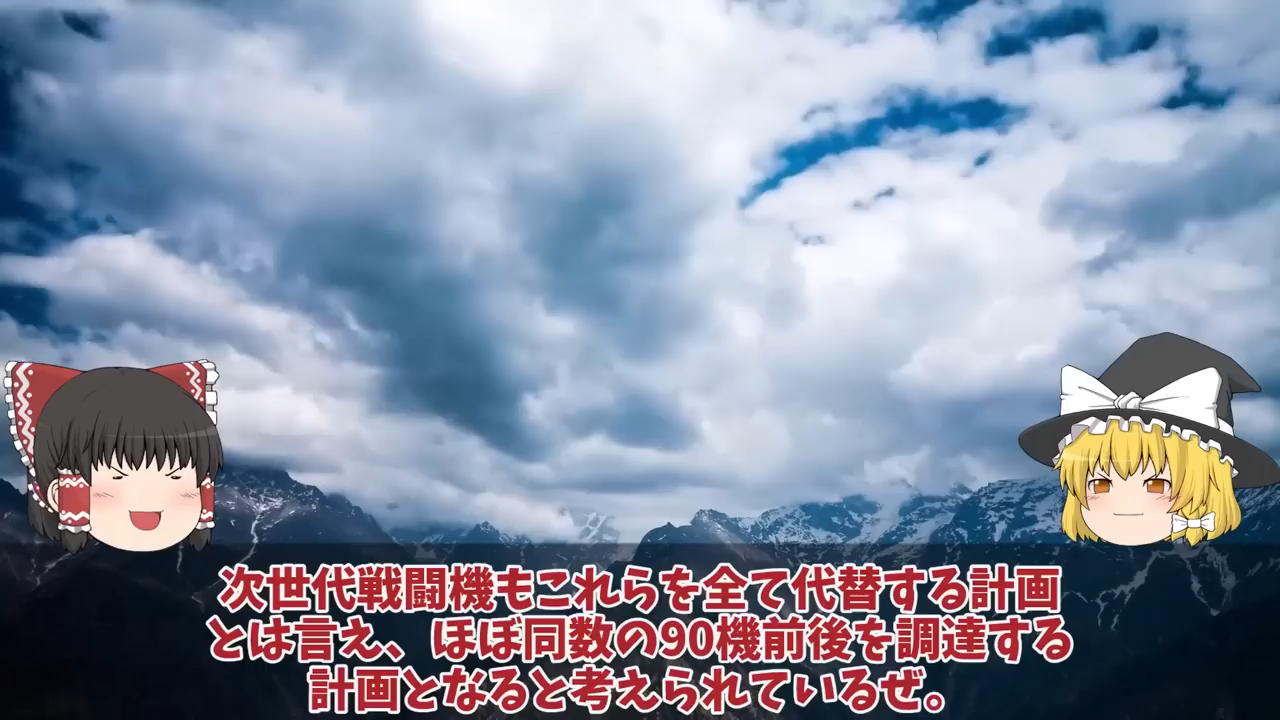 次世代戦闘機もこれらを全て代替する計画
とは言え、ほぼ同数の90機前後を調達する
計画となると考えられているぜ。